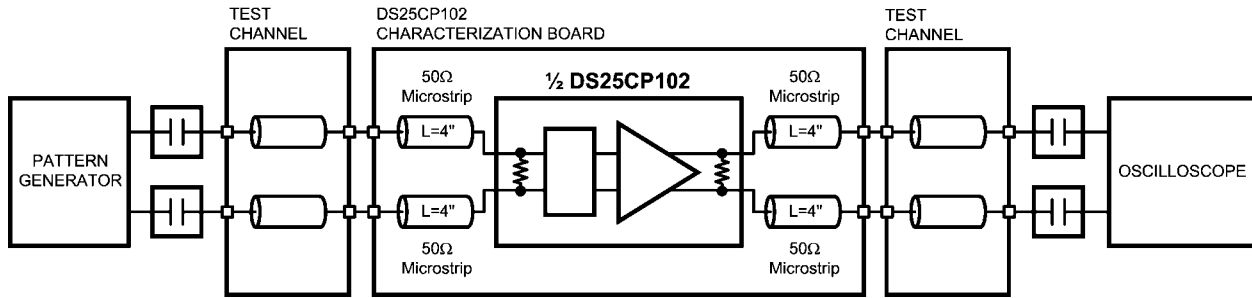 TEST
CHANNEL
DS25CP102
CHARACTERIZATION BOARD
TEST
CHANNEL
50Ω
Microstrip
½ DS25CP102
50Ω
Microstrip
L=4"
L=4"
PATTERN
GENERATOR
OSCILLOSCOPE
L=4"
L=4"
50Ω
Microstrip
50Ω
Microstrip